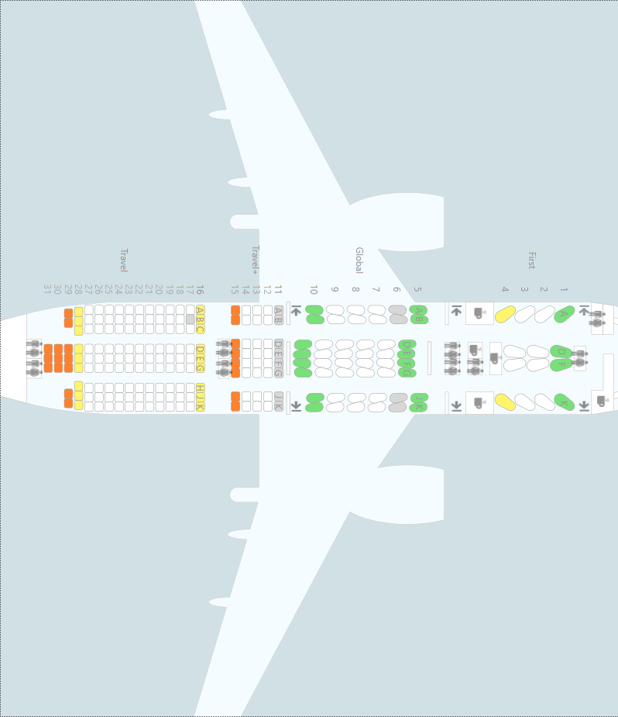 Travel Travel+ Global First
31 30 29 28 27 26 25 24 23 22 21 20 19 18 17 16 15 14 13 12 11 10 9 8 7 6 5 4 3 2 1
A B C A B A B A
D E G D E F G D E F G D
H J K J K J K K